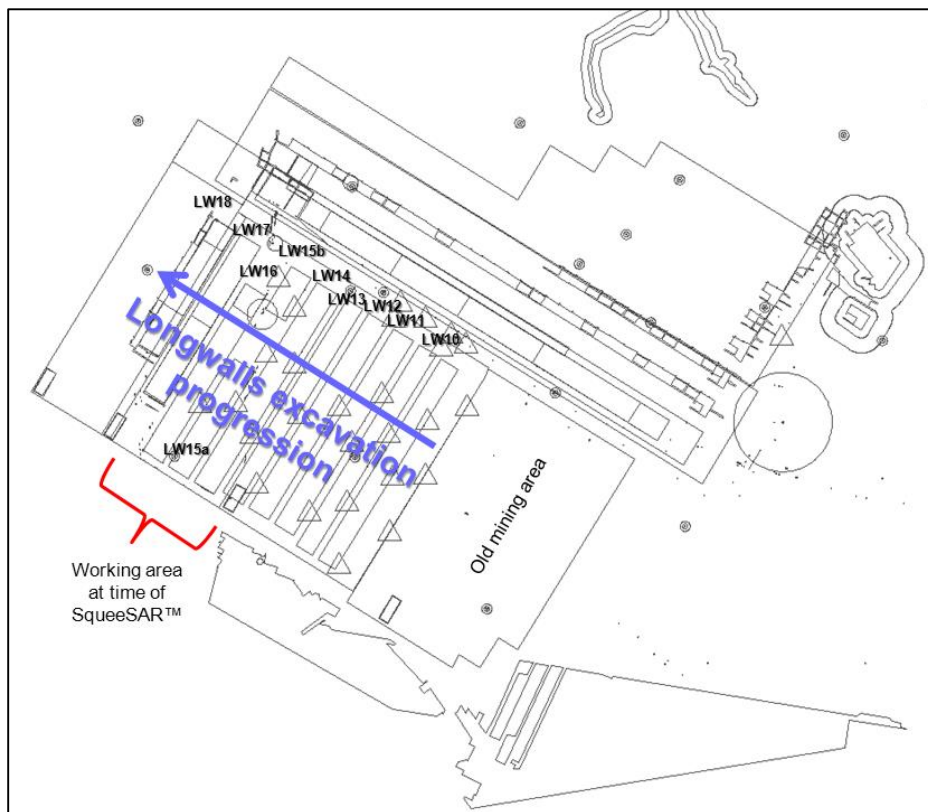 LW18
LW17
LW15b
LW16
LW14
LW13
LW12
LW11
LW10
Longwalls excavation
progression
LW15a
Old mining area
Working area
at time of
SqueeSAR™